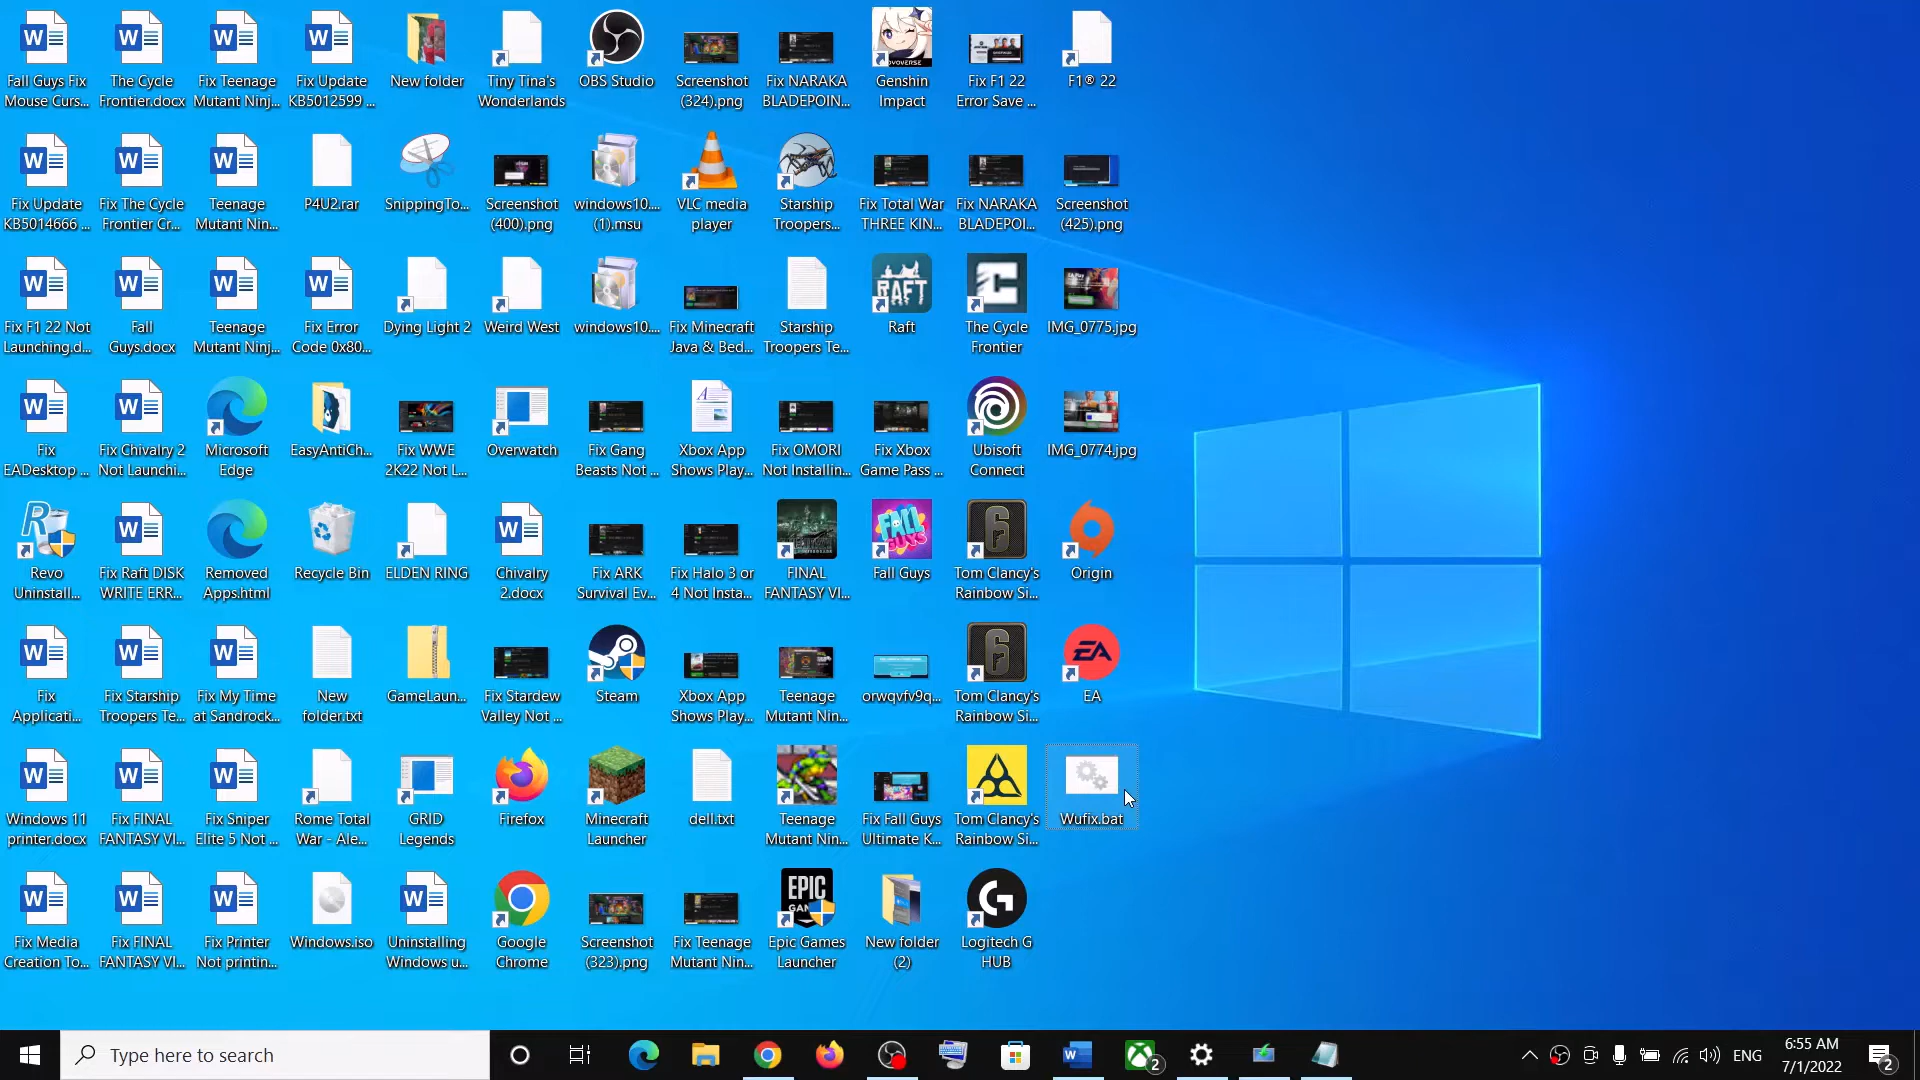 Fall Guys Fix
Mouse Curs...
The Cycle
Frontier.docx
Fix Teenage
Mutant Ninj...
Fix Update
KB5012599 ...
New folder
Tiny Tina's
Wonderlands
OBS Studio
Screenshot
(324).png
Fix NARAKA
BLADEPOIN...
Genshin
Impact
Fix F1 22
Error Save ...
F1® 22
Fix Update
KB5014666 ...
Fix The Cycle
Frontier Cr...
Teenage
Mutant Nin...
P4U2.rar
SnippingTo...
Screenshot
(400).png
windows10....
(1).msu
VLC media
player
Starship
Troopers...
Fix Total War
THREE KIN...
Fix NARAKA
BLADEPOI...
Screenshot
(425).png
Fix F1 22 Not
Launching.d...
Fall
Guys.docx
Teenage
Mutant Ninj...
Fix Error
Code 0x80...
Dying Light 2
Weird West
windows10....
Fix Minecraft
Java & Bed...
Starship
Troopers Te...
RAFT
Raft
The Cycle
Frontier
IMG_0775.jpg
Fix
EADesktop ...
Fix Chivalry 2
Not Launchi...
Microsoft
Edge
EasyAntiCh...
Fix WWE
2K22 Not L...
Overwatch
Fix Gang
Beasts Not ...
Xbox App
Shows Play...
Fix OMORI
Not Installin...
Fix Xbox
Game Pass ...
Ubisoft
Connect
IMG_0774.jpg
Revo
Uninstall...
Fix Raft DISK
WRITE ERR...
Removed
Apps.html
Recycle Bin
ELDEN RING
Chivalry
2.docx
Fix ARK
Survival Ev...
Fix Halo 3 or
4 Not Insta...
FINAL
FANTASY VI...
FALL
GUYS
Fall Guys
Tom Clancy's
Rainbow Si...
Origin
Fix
Applicati...
Fix Starship
Troopers Te...
Fix My Time
at Sandrock...
New
folder.txt
GameLaun...
Fix Stardew
Valley Not ...
Steam
Xbox App
Shows Play...
Teenage
Mutant Nin...
orwqvfv9q...
Tom Clancy's
Rainbow Si...
EA
EA
Windows 11
printer.docx
Fix FINAL
FANTASY VI...
Fix Sniper
Elite 5 Not ...
Rome Total
War - Ale...
GRID
Legends
Firefox
Minecraft
Launcher
dell.txt
Teenage
Mutant Nin...
Fix Fall Guys
Ultimate K...
Tom Clancy's
Rainbow Si...
Wufix.bat
Fix Media
Creation To...
Fix FINAL
FANTASY VI...
Fix Printer
Not printin...
Windows.iso
Uninstalling
Windows u...
Google
Chrome
Screenshot
(323).png
Fix Teenage
Mutant Nin...
EPIC
Epic Games
Launcher
New folder
(2)
Logitech G
HUB
Type here to search
2
ENG
6:55 AM
7/1/2022
2